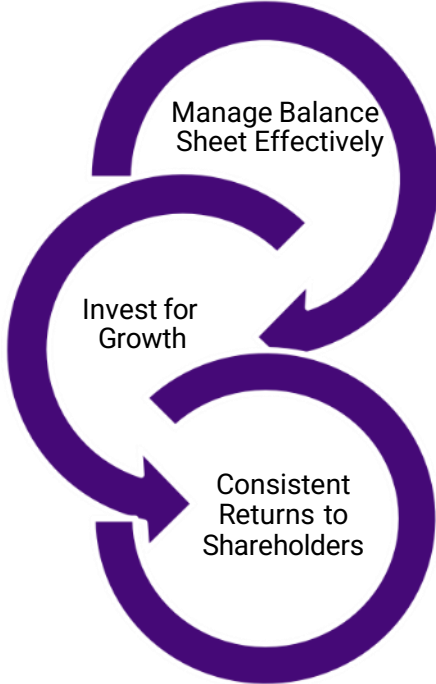 Manage Balance
Sheet Effectively
Invest for
Growth
Consistent
Returns to
Shareholders